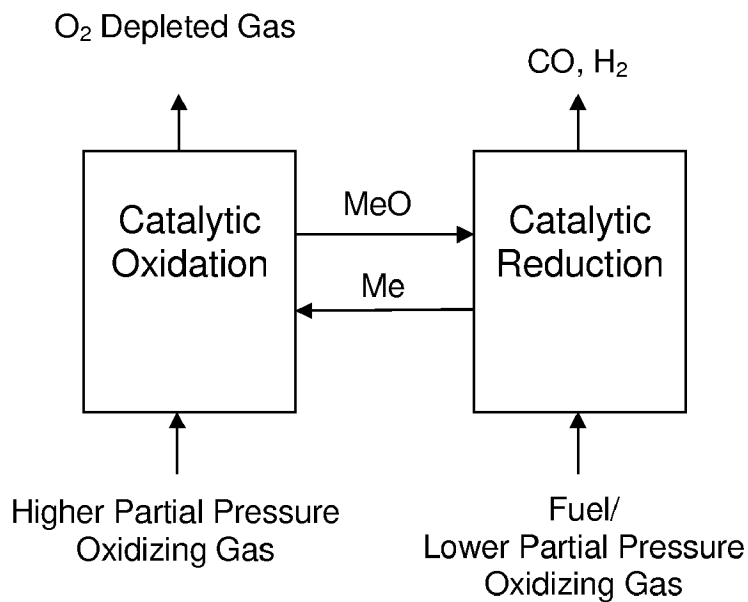 O₂ Depleted Gas
CO, H₂
Catalytic
Oxidation
MeO
Me
Catalytic
Reduction
Higher Partial Pressure
Oxidizing Gas
Fuel/
Lower Partial Pressure
Oxidizing Gas